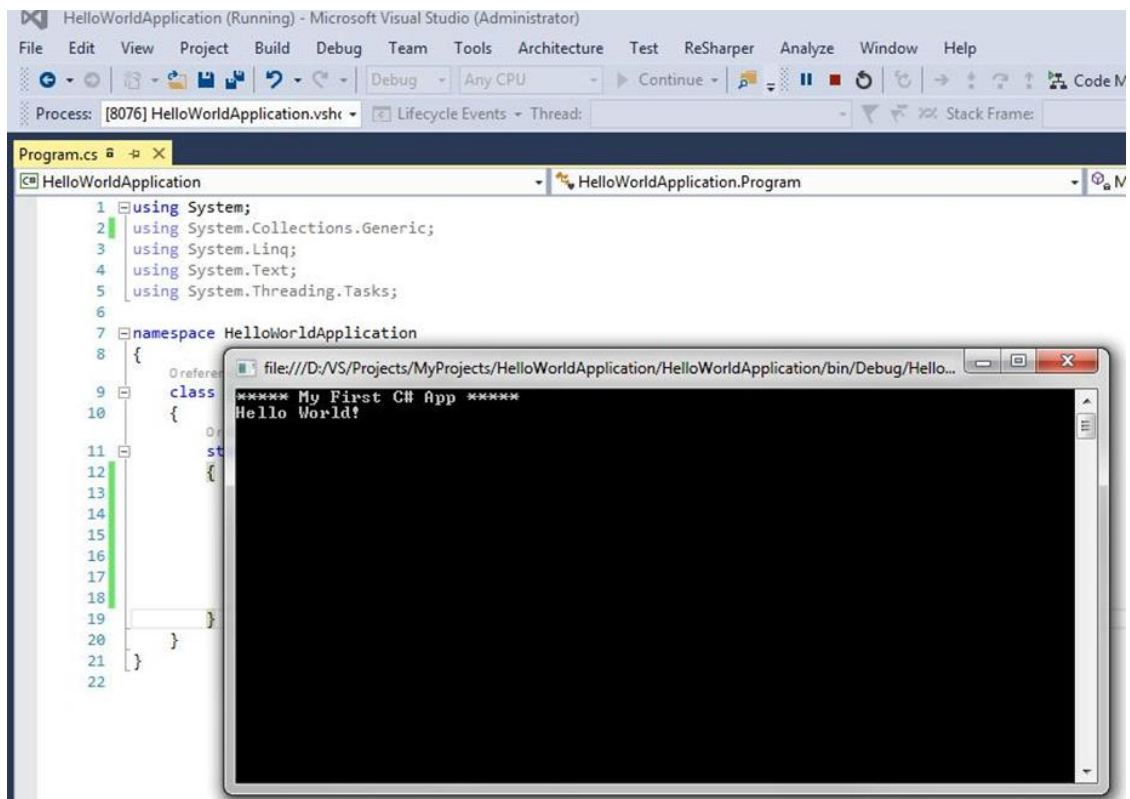 HelloWorldApplication (Running) - Microsoft Visual Studio (Administrator)
File Edit View Project Build Debug Team Tools Architecture Test ReSharper Analyze Window Help
Debug Any CPU Continue Code M
Process: [8076] HelloWorldApplication.vshc Lifecycle Events Thread: Stack Frame:
Program.cs
C# HelloWorldApplication HelloWorldApplication.Program M
1 using System;
2 using System.Collections.Generic;
3 using System.Linq;
4 using System.Text;
5 using System.Threading.Tasks;
6
7 namespace HelloWorldApplication
8 {
0 referen
file:///D:/VS/Projects/MyProjects/HelloWorldApplication/HelloWorldApplication/bin/Debug/Hello...
9 class
***** My First C# App *****
10 {
Hello World!
0 r
11 st
12 {
13
14
15
16
17
18
19 }
20 }
21 }
22